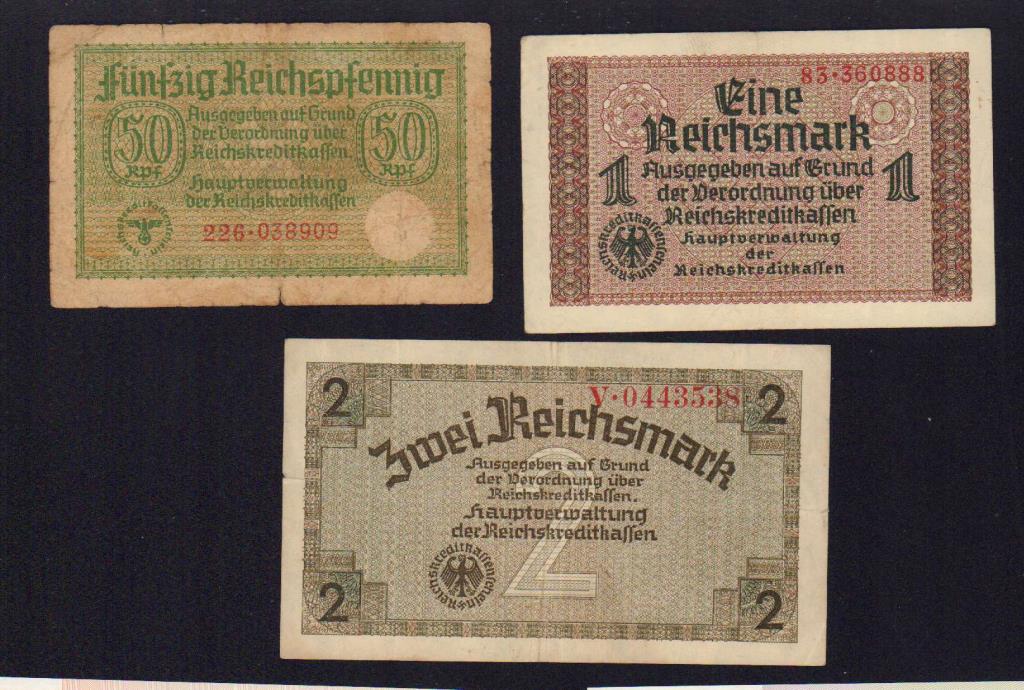 Fünfzig Reichspfennig
50 Rpf
Ausgegeben auf Grund
der Verordnung über
Reichskreditkassen.
50 Rpf
Hauptverwaltung
der Reichskreditkassen
226·038909
83·360888
Eine
Reichsmark
1
Ausgegeben auf Grund
der Verordnung über
Reichskreditkassen
1
Hauptverwaltung
der
Reichskreditkassen
Reichskreditkassenschein
2
V·0443538
2
Zwei Reichsmark
Ausgegeben auf Grund
der Verordnung über
Reichskreditkassen.
Hauptverwaltung
der Reichskreditkassen
2
Reichskreditkassenschein
2
2